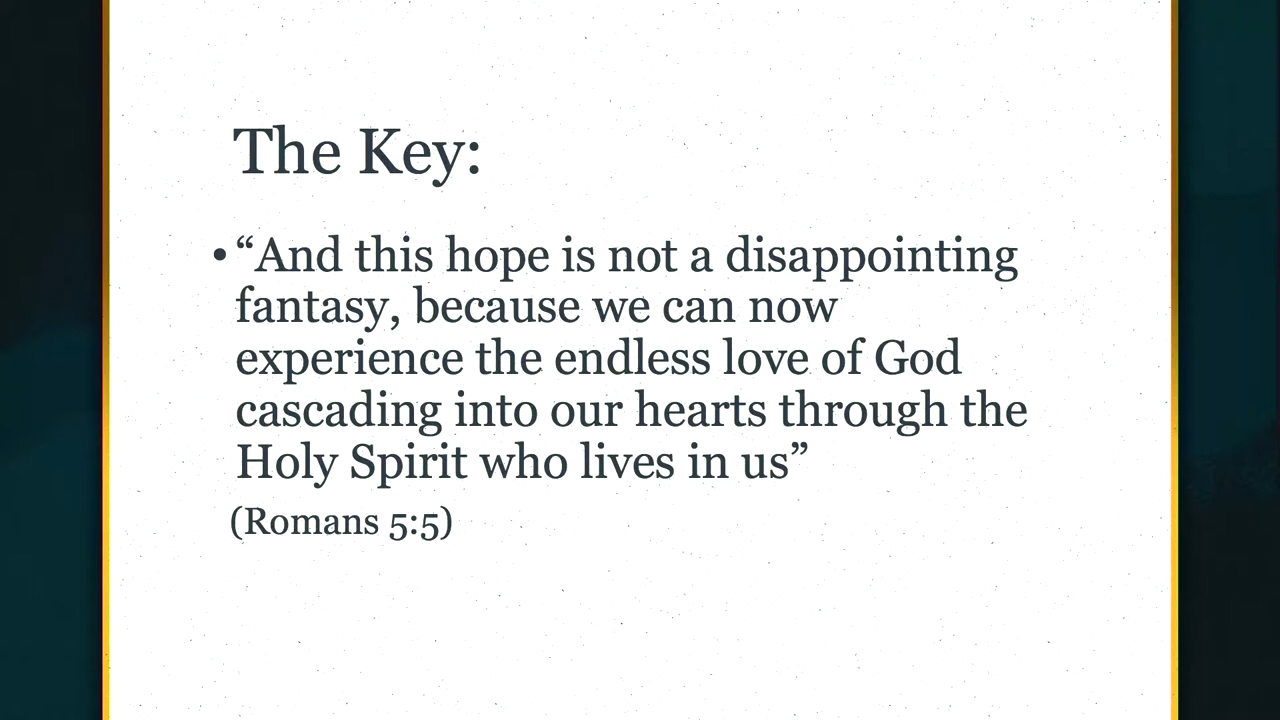 The Key:
• “And this hope is not a disappointing
fantasy, because we can now
experience the endless love of God
cascading into our hearts through the
Holy Spirit who lives in us”
(Romans 5:5)